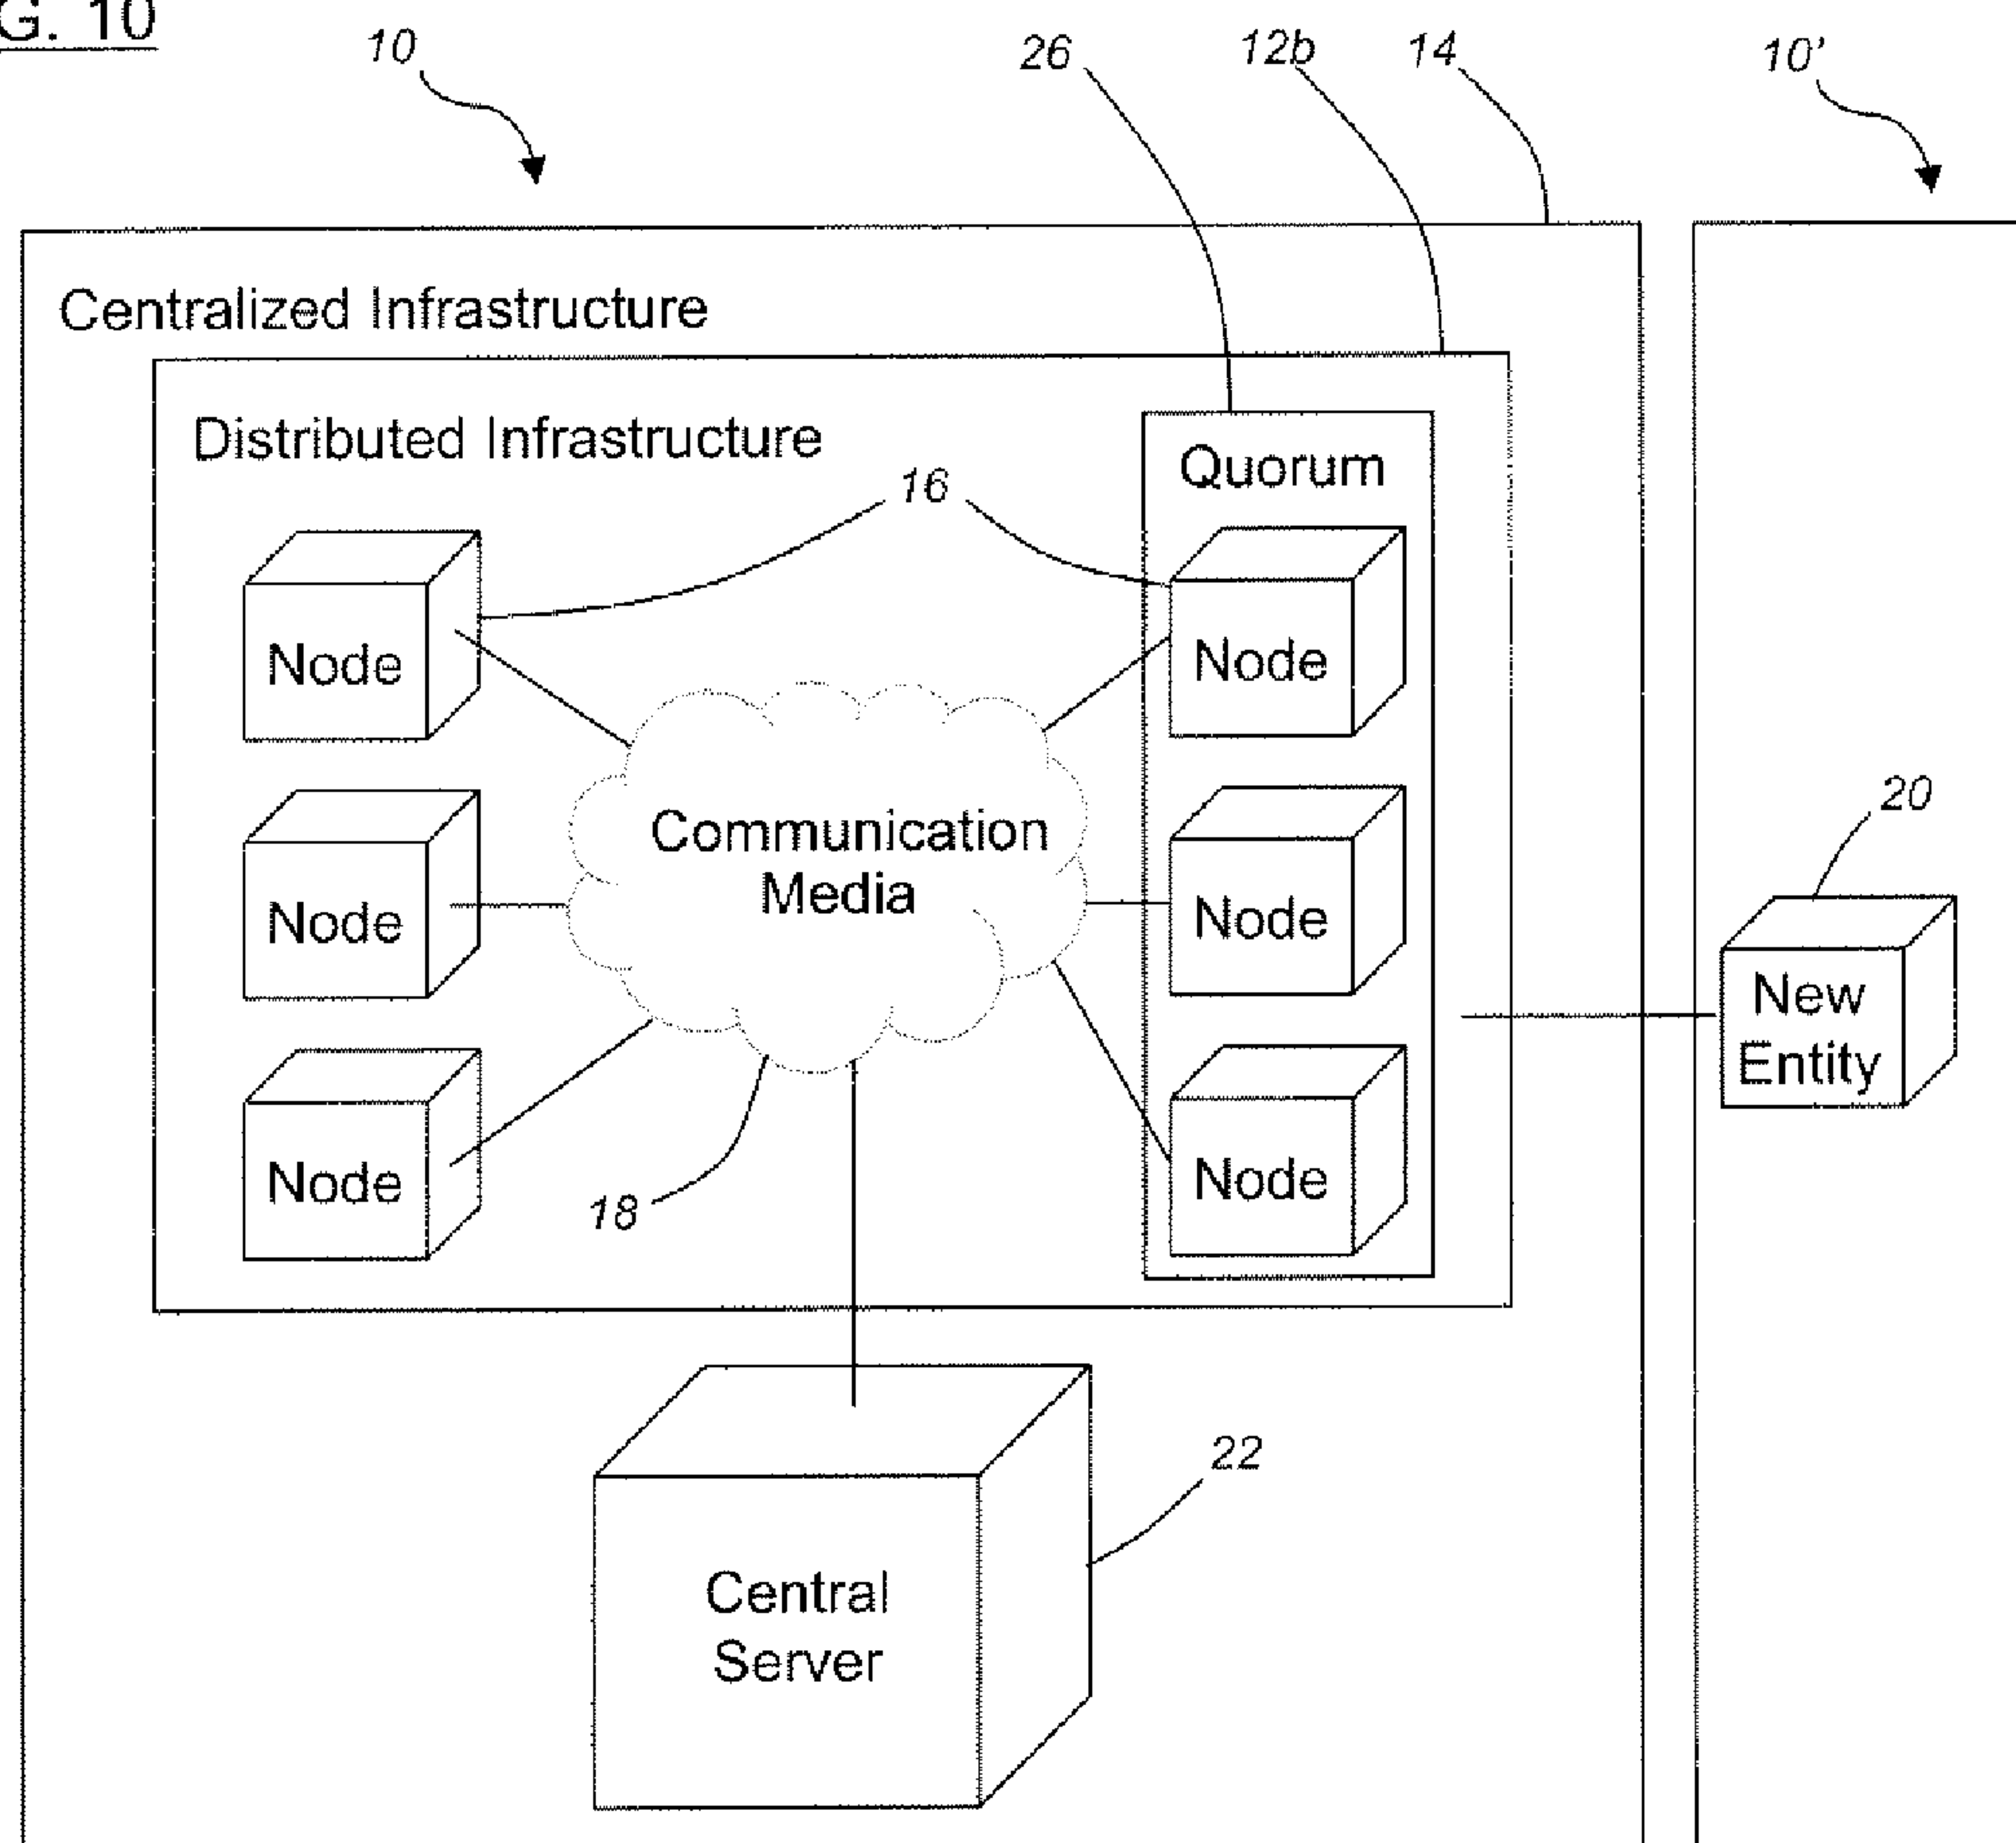 G. 10
10
26
12b
14
10'
Centralized Infrastructure
Distributed Infrastructure
16
Quorum
Node
Node
Communication
Media
20
Node
Node
New
Entity
Node
Node
18
22
Central
Server